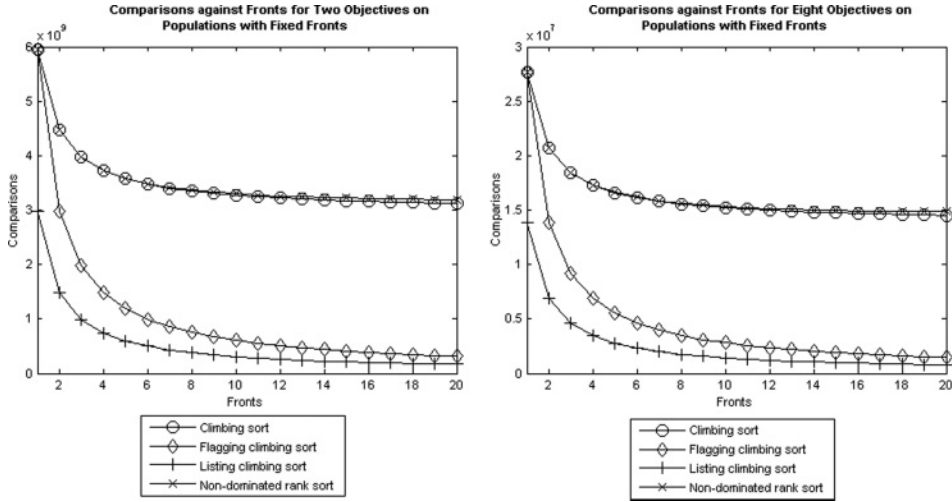 Comparisons against Fronts for Two Objectives on
Populations with Fixed Fronts
x 10^9
6
5
4
3
2
1
0
Comparisons
2 4 6 8 10 12 14 16 18 20
Fronts
Climbing sort
Flagging climbing sort
Listing climbing sort
Non-dominated rank sort
Comparisons against Fronts for Eight Objectives on
Populations with Fixed Fronts
x 10^7
3
2.5
2
1.5
1
0.5
0
Comparisons
2 4 6 8 10 12 14 16 18 20
Fronts
Climbing sort
Flagging climbing sort
Listing climbing sort
Non-dominated rank sort